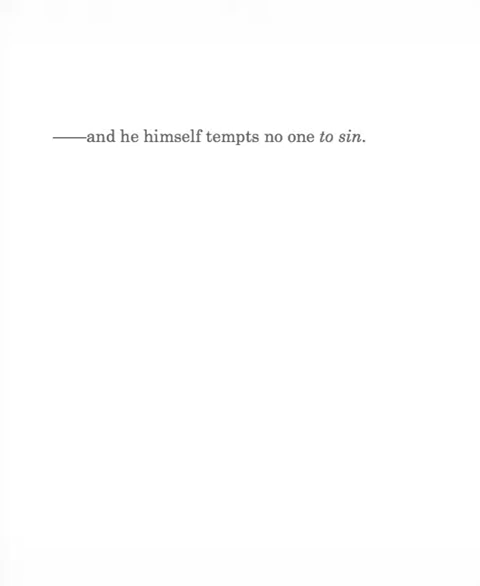 ——and he himself tempts no one to sin.